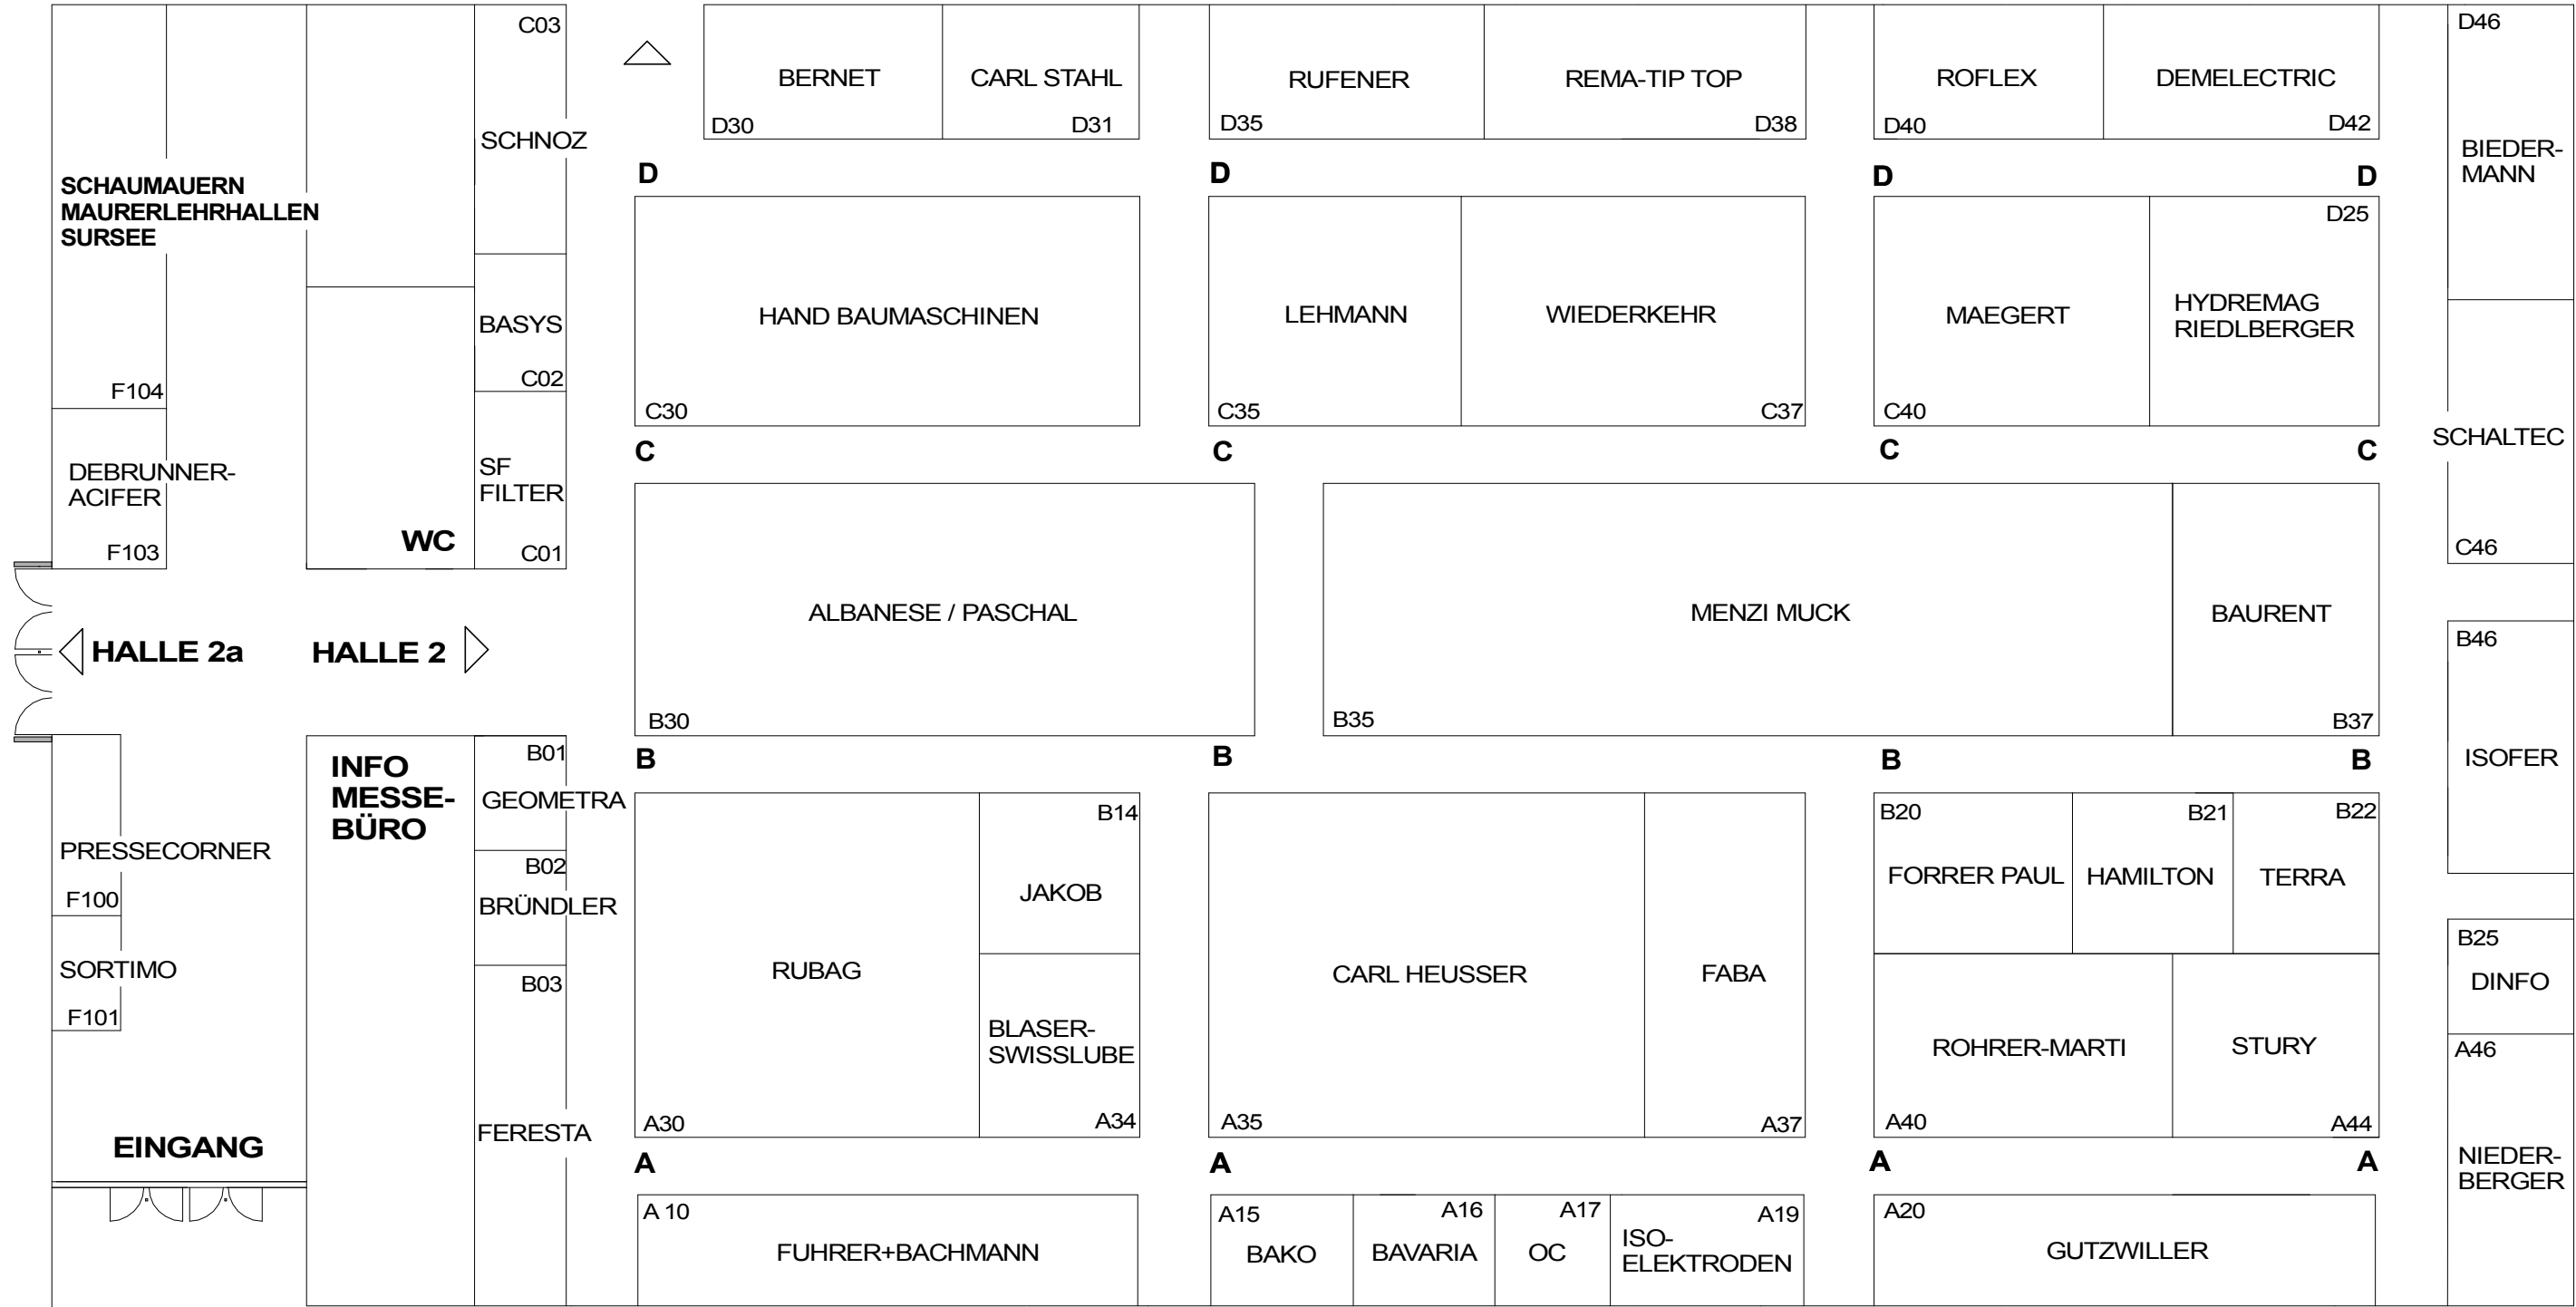 C03
D46
BERNET
CARL STAHL
RUFENER
REMA-TIP TOP
ROFLEX
DEMELECTRIC
D30
D31
D35
D38
D40
D42
SCHNOZ
BIEDER-
MANN
SCHAUMAUERN
MAURERLEHRHALLEN
SURSEE
D
D
D
D
D25
HAND BAUMASCHINEN
LEHMANN
WIEDERKEHR
MAEGERT
HYDREMAG
RIEDLBERGER
BASYS
C02
F104
C30
C35
C37
C40
C
C
C
C
SCHALTEC
DEBRUNNER-
ACIFER
SF
FILTER
WC
F103
C01
C46
ALBANESE / PASCHAL
MENZI MUCK
BAURENT
HALLE 2a
HALLE 2
B46
B30
B35
B37
B
B
B
B
ISOFER
INFO
MESSE-
BÜRO
B01
GEOMETRA
B14
B20
B21
B22
PRESSECORNER
F100
B02
BRÜNDLER
JAKOB
FORRER PAUL
HAMILTON
TERRA
B25
DINFO
SORTIMO
F101
B03
RUBAG
CARL HEUSSER
FABA
BLASER-
SWISSLUBE
ROHRER-MARTI
STURY
A46
A30
A34
A35
A37
A40
A44
FERESTA
EINGANG
A
A
A
A
NIEDER-
BERGER
A 10
FUHRER+BACHMANN
A15
BAKO
A16
BAVARIA
A17
OC
A19
ISO-
ELEKTRODEN
A20
GUTZWILLER